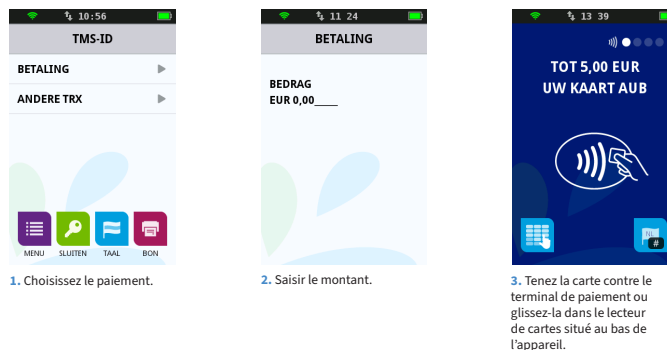 10:56
TMS-ID
BETALING
ANDERE TRX
MENU SLUITEN TAAL BON
1. Choisissez le paiement.
11 24
BETALING
BEDRAG
EUR 0,00_____
2. Saisir le montant.
13 39
TOT 5,00 EUR
UW KAART AUB
NL
#
3. Tenez la carte contre le
terminal de paiement ou
glissez-la dans le lecteur
de cartes situé au bas de
l'appareil.